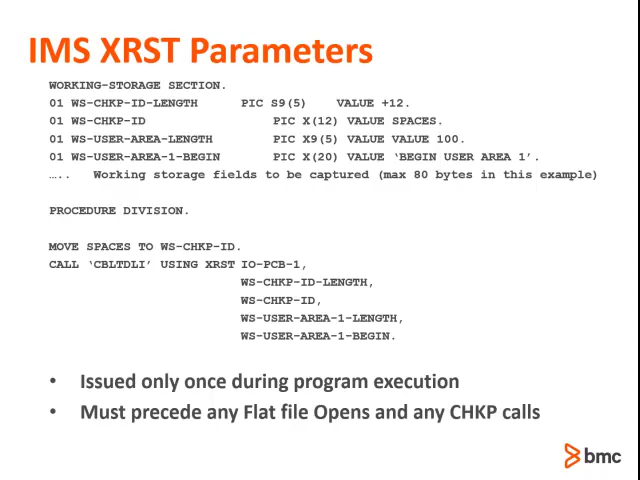 IMS XRST Parameters
WORKING-STORAGE SECTION.
01 WS-CHKP-ID-LENGTH PIC S9(5) VALUE +12.
01 WS-CHKP-ID PIC X(12) VALUE SPACES.
01 WS-USER-AREA-LENGTH PIC X9(5) VALUE VALUE 100.
01 WS-USER-AREA-1-BEGIN PIC X(20) VALUE ‘BEGIN USER AREA 1’.
….. Working storage fields to be captured (max 80 bytes in this example)
PROCEDURE DIVISION.
MOVE SPACES TO WS-CHKP-ID.
CALL ‘CBLTDLI’ USING XRST IO-PCB-1,
WS-CHKP-ID-LENGTH,
WS-CHKP-ID,
WS-USER-AREA-1-LENGTH,
WS-USER-AREA-1-BEGIN.
• Issued only once during program execution
• Must precede any Flat file Opens and any CHKP calls
bmc